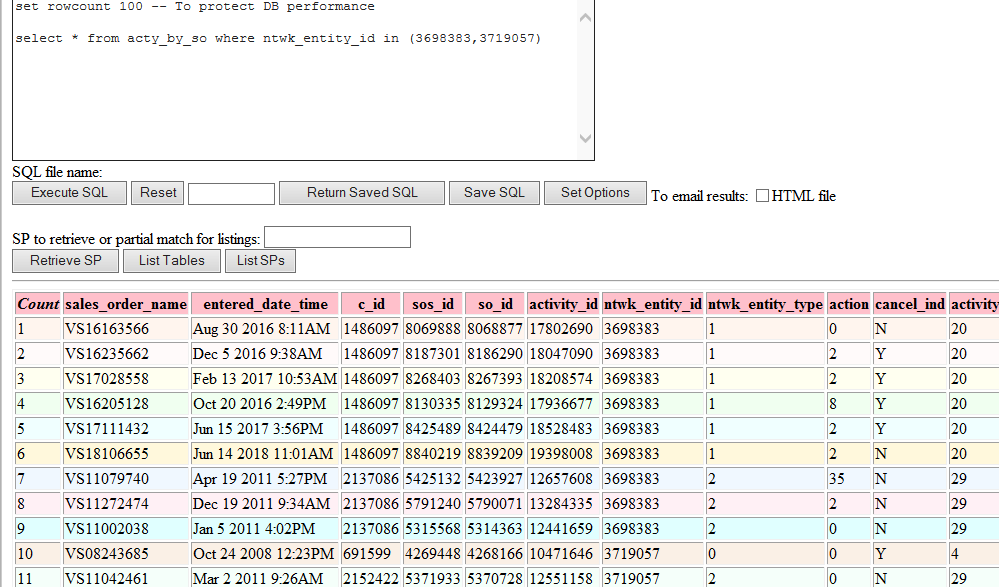 set rowcount 100 -- To protect DB performance
select * from acty_by_so where ntwk_entity_id in (3698383,3719057)
SQL file name:
Execute SQL Reset Return Saved SQL Save SQL Set Options To email results: HTML file
SP to retrieve or partial match for listings:
Retrieve SP List Tables List SPs
Count sales_order_name entered_date_time c_id sos_id so_id activity_id ntwk_entity_id ntwk_entity_type action cancel_ind activity
1 VS16163566 Aug 30 2016 8:11AM 1486097 8069888 8068877 17802690 3698383 1 0 N 20
2 VS16235662 Dec 5 2016 9:38AM 1486097 8187301 8186290 18047090 3698383 1 2 Y 20
3 VS17028558 Feb 13 2017 10:53AM 1486097 8268403 8267393 18208574 3698383 1 2 Y 20
4 VS16205128 Oct 20 2016 2:49PM 1486097 8130335 8129324 17936677 3698383 1 8 Y 20
5 VS17111432 Jun 15 2017 3:56PM 1486097 8425489 8424479 18528483 3698383 1 2 Y 20
6 VS18106655 Jun 14 2018 11:01AM 1486097 8840219 8839209 19398008 3698383 1 2 N 20
7 VS11079740 Apr 19 2011 5:27PM 2137086 5425132 5423927 12657608 3698383 2 35 N 29
8 VS11272474 Dec 19 2011 9:34AM 2137086 5791240 5790071 13284335 3698383 2 2 N 29
9 VS11002038 Jan 5 2011 4:02PM 2137086 5315568 5314363 12441659 3698383 2 0 N 29
10 VS08243685 Oct 24 2008 12:23PM 691599 4269448 4268166 10471646 3719057 0 0 Y 4
11 VS11042461 Mar 2 2011 9:26AM 2152422 5371933 5370728 12551158 3719057 2 0 N 29